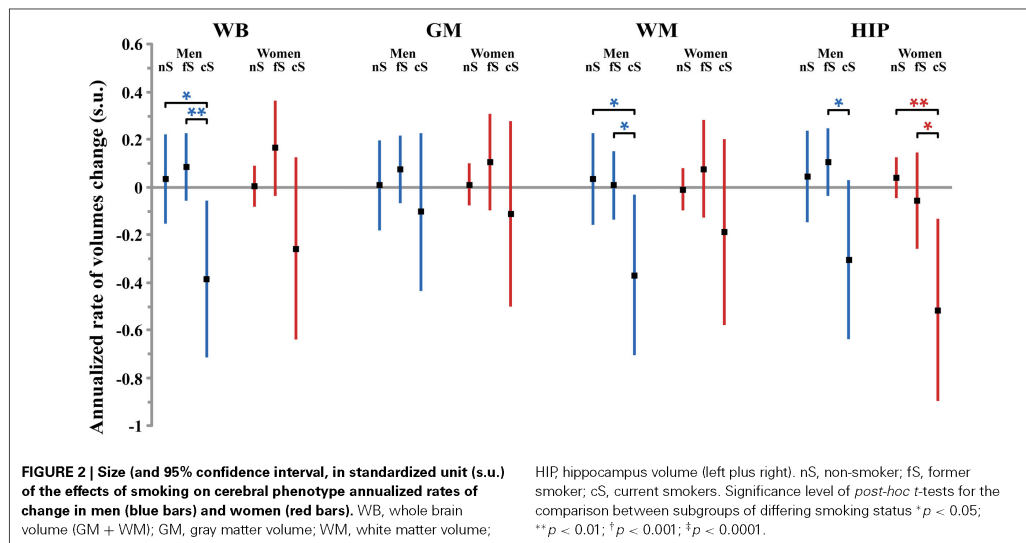 WB GM WM HIP
Men Women Men Women Men Women Men Women
nS fS cS nS fS cS nS fS cS nS fS cS nS fS cS nS fS cS nS fS cS nS fS cS
* * * **
** * *
Annualized rate of volumes change (s.u.)
0.6
0.4
0.2
0
-0.2
-0.4
-0.6
-0.8
-1
FIGURE 2 | Size (and 95% confidence interval, in standardized unit (s.u.)
of the effects of smoking on cerebral phenotype annualized rates of
change in men (blue bars) and women (red bars). WB, whole brain
volume (GM + WM); GM, gray matter volume; WM, white matter volume;
HIP, hippocampus volume (left plus right). nS, non-smoker; fS, former
smoker; cS, current smokers. Significance level of post-hoc t-tests for the
comparison between subgroups of differing smoking status *p < 0.05;
**p < 0.01; †p < 0.001; ‡p < 0.0001.